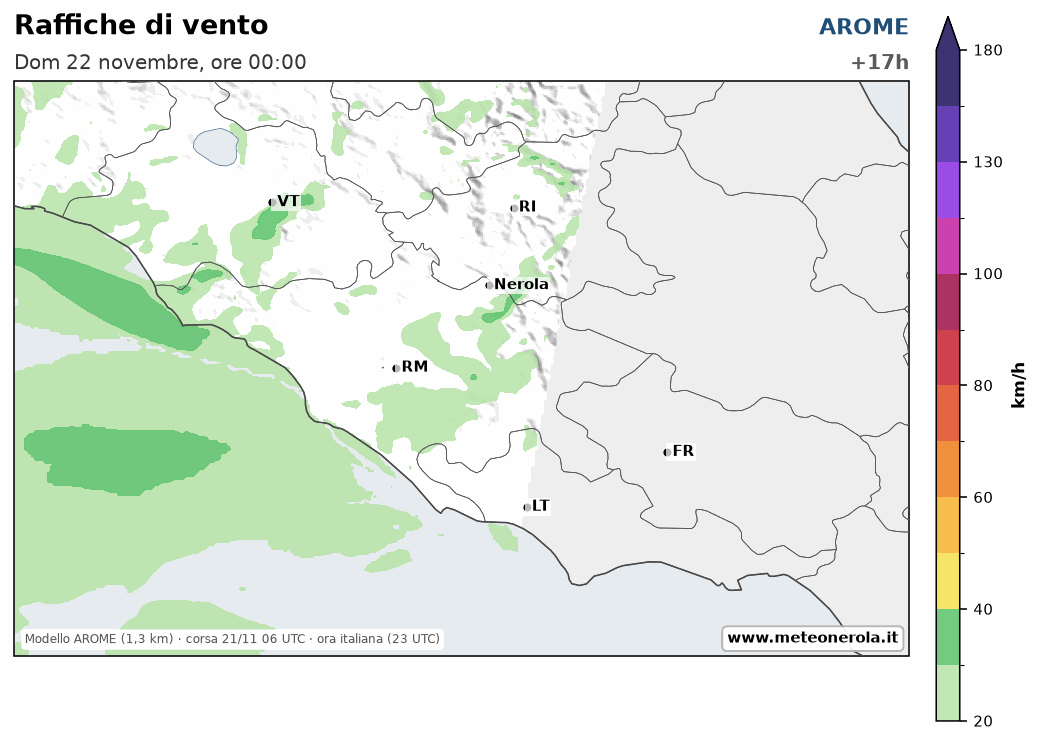 Raffiche di vento
AROME
Dom 22 novembre, ore 00:00
+17h
180
130
100
80
60
40
20
km/h
VT
RI
Nerola
RM
FR
LT
Modello AROME (1,3 km) · corsa 21/11 06 UTC · ora italiana (23 UTC)
www.meteonerola.it